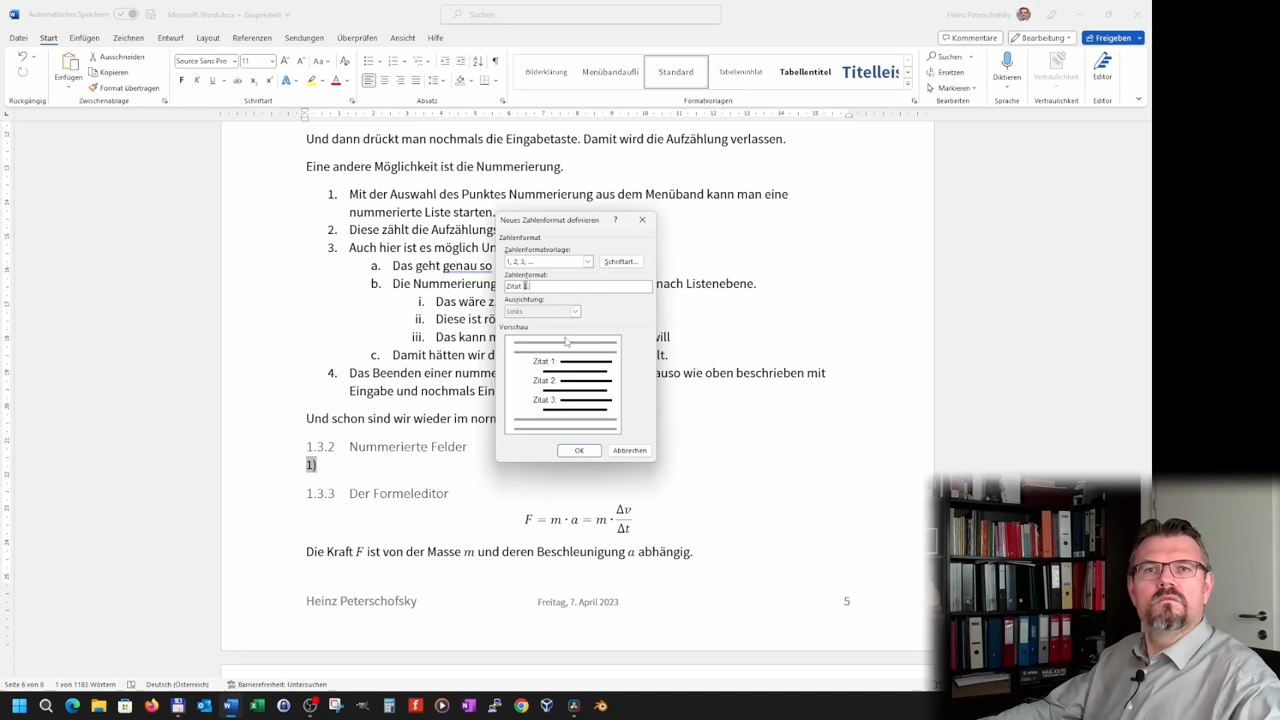 Automatisches Speichern
Microsoft Word.docx • Gespeichert
Suchen
Heinz Peterschofsky
Datei Start Einfügen Zeichnen Entwurf Layout Referenzen Sendungen Überprüfen Ansicht Hilfe
Kommentare Bearbeitung Freigeben
Einfügen
Ausschneiden
Kopieren
Format übertragen
Source Sans Pro 11
Bilderklärung Menübandaufli Standard Tabelleninhalt Tabellentitel Titelleis
Suchen
Ersetzen
Markieren
Diktieren
Vertraulichkeit
Editor
Rückgängig Zwischenablage Schriftart Absatz Formatvorlagen Bearbeiten Sprache Vertraulichkeit Editor
Und dann drückt man nochmals die Eingabetaste. Damit wird die Aufzählung verlassen.
Eine andere Möglichkeit ist die Nummerierung.
1. Mit der Auswahl des Punktes Nummerierung aus dem Menüband kann man eine
nummerierte Liste starten.
2. Diese zählt die Aufzählungs
3. Auch hier ist es möglich Un
a. Das geht genau so
b. Die Nummerierung nach Listenebene.
i. Das wäre z
ii. Diese ist rö
iii. Das kann m will
c. Damit hätten wir d lt.
4. Das Beenden einer numme auso wie oben beschrieben mit
Eingabe und nochmals Ein
Und schon sind wir wieder im norm
1.3.2 Nummerierte Felder
1)
1.3.3 Der Formeleditor
F = m · a = m · Δv/Δt
Die Kraft F ist von der Masse m und deren Beschleunigung a abhängig.
Heinz Peterschofsky Freitag, 7. April 2023 5
Neues Zahlenformat definieren ?
Zahlenformat
Zahlenformatvorlage:
1, 2, 3, ... Schriftart...
Zahlenformat:
Zitat 1:
Ausrichtung:
Links
Vorschau
Zitat 1:
Zitat 2:
Zitat 3:
OK Abbrechen
Seite 6 von 8 1 von 1183 Wörtern Deutsch (Österreich) Barrierefreiheit: Untersuchen